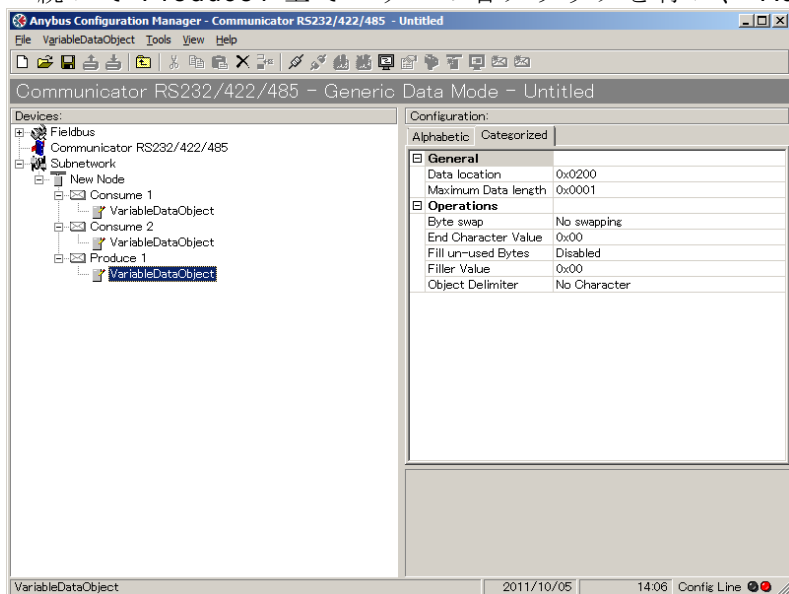 Anybus Configuration Manager - Communicator RS232/422/485 - Untitled
File VariableDataObject Tools View Help
Communicator RS232/422/485 - Generic Data Mode - Untitled
Devices:
Fieldbus
Communicator RS232/422/485
Subnetwork
New Node
Consume 1
VariableDataObject
Consume 2
VariableDataObject
Produce 1
VariableDataObject
Configuration:
Alphabetic Categorized
General
Data location 0x0200
Maximum Data length 0x0001
Operations
Byte swap No swapping
End Character Value 0x00
Fill un-used Bytes Disabled
Filler Value 0x00
Object Delimiter No Character
VariableDataObject 2011/10/05 14:06 Config Line